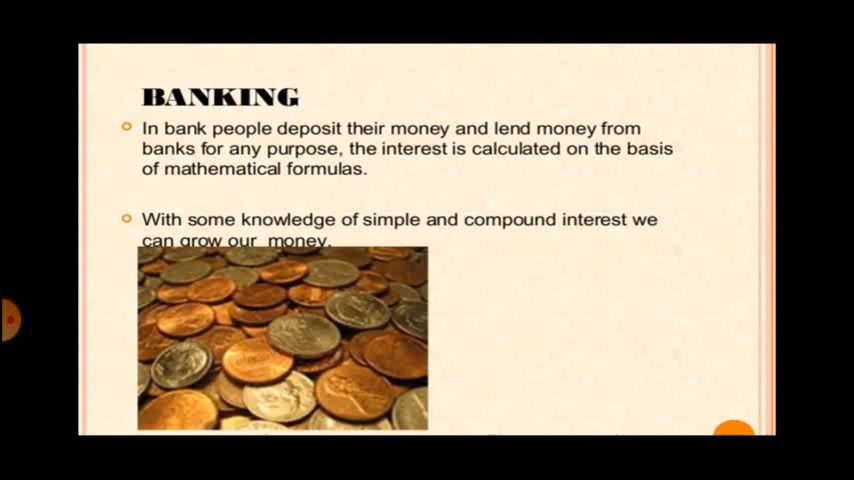 BANKING
In bank people deposit their money and lend money from
banks for any purpose, the interest is calculated on the basis
of mathematical formulas.
With some knowledge of simple and compound interest we
can grow our money.